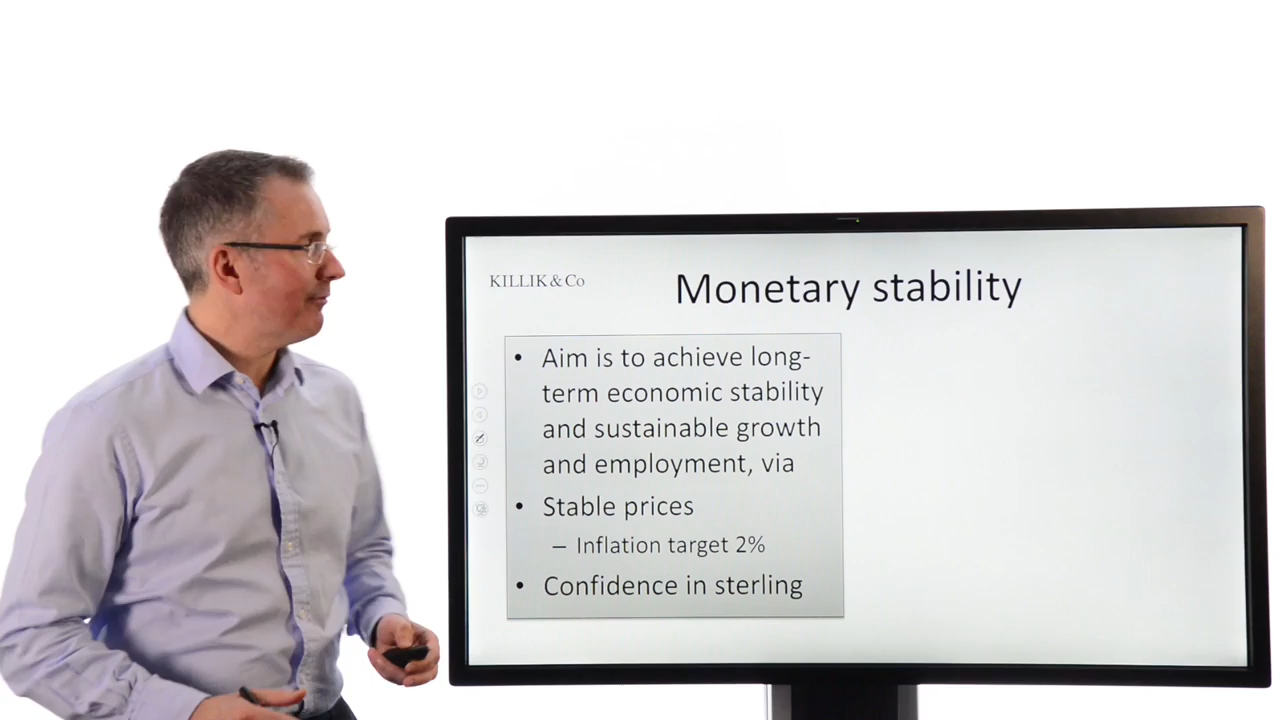 KILLIK & Co
Monetary stability
• Aim is to achieve long-
term economic stability
and sustainable growth
and employment, via
• Stable prices
– Inflation target 2%
• Confidence in sterling